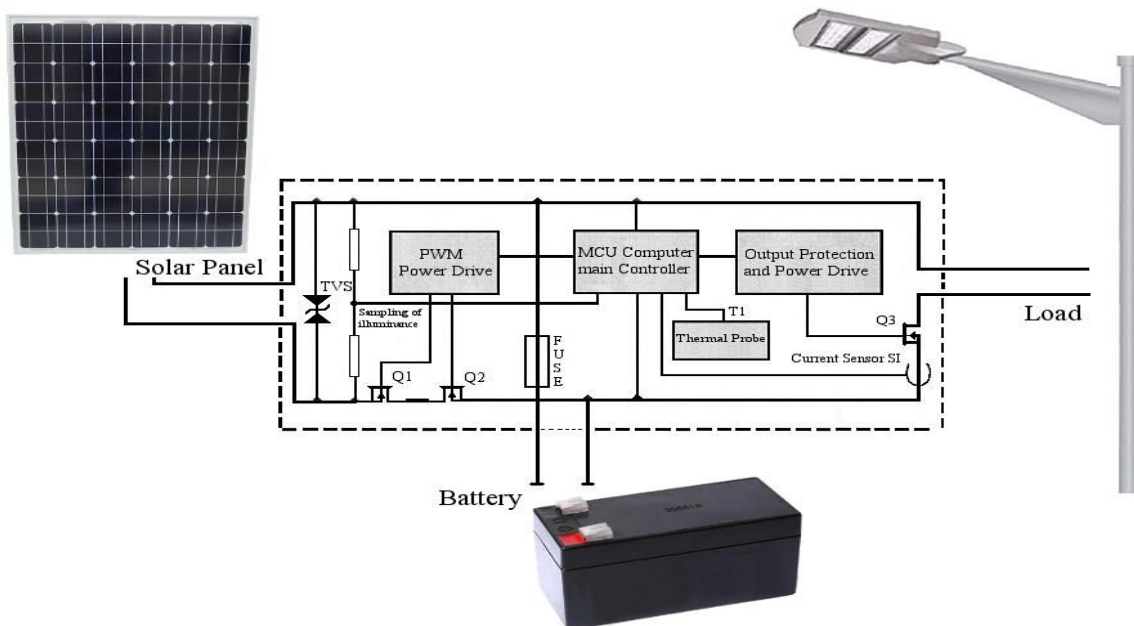 Solar Panel
PWM
Power Drive
MCU Computer
main Controller
Output Protection
and Power Drive
TVS
Sampling of
illuminance
T1
Thermal Probe
Q3
Load
Current Sensor SI
Q1
Q2
F
U
S
E
Battery